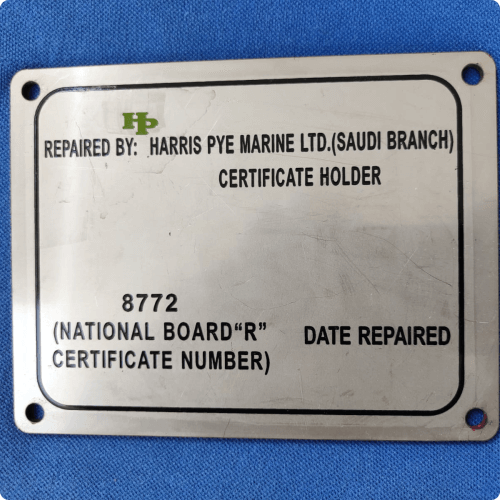 HP
REPAIRED BY: HARRIS PYE MARINE LTD.(SAUDI BRANCH)
CERTIFICATE HOLDER
8772
(NATIONAL BOARD“R”
CERTIFICATE NUMBER)
DATE REPAIRED